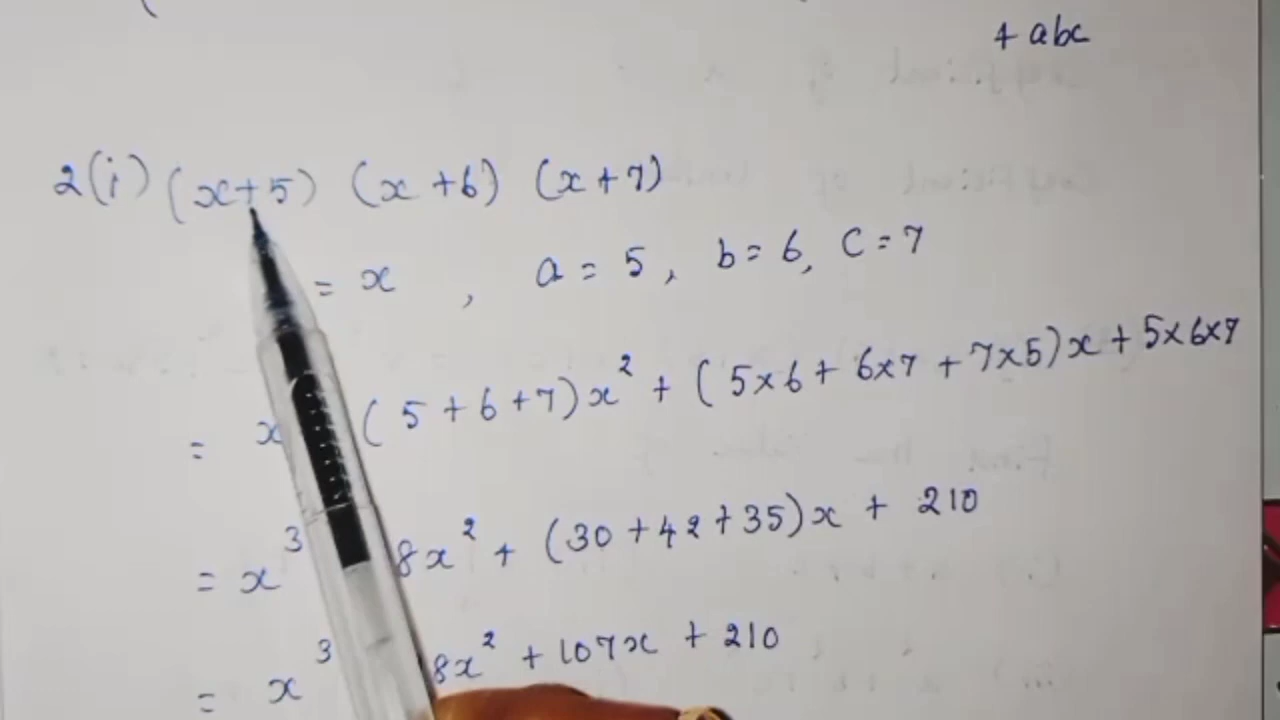 + abc
2(i) (x+5) (x+6) (x+7)
= x , a = 5, b = 6, C = 7
= x ( 5 + 6 + 7)x² + ( 5×6 + 6×7 + 7×5)x + 5×6×7
= x³ 8x² + (30 + 42 + 35)x + 210
= x³ 8x² + 107x + 210